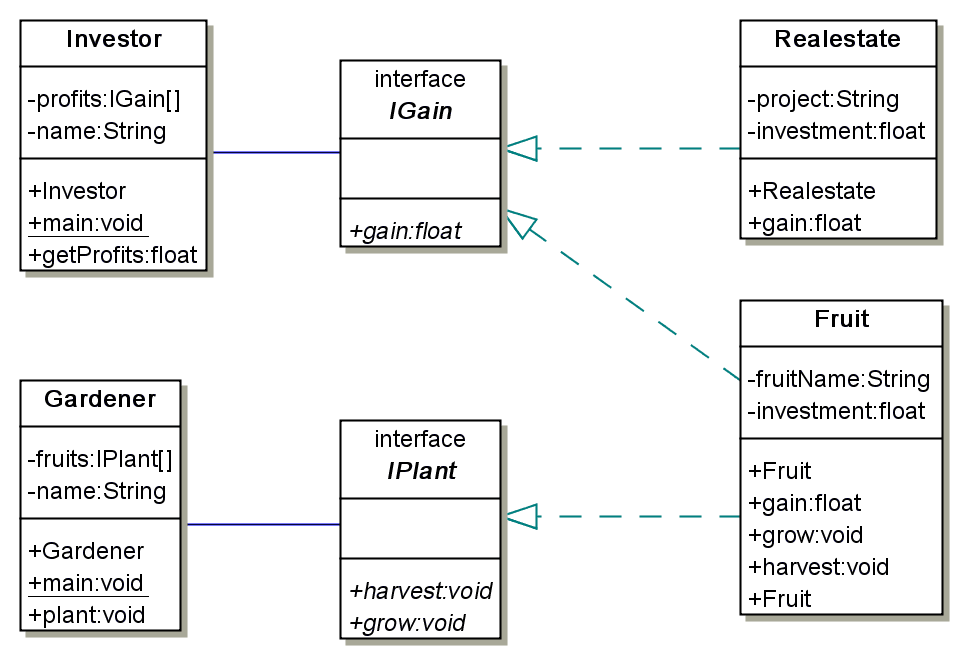 Investor
-profits:IGain[]
-name:String
+Investor
+main:void
+getProfits:float
interface
IGain
+gain:float
Realestate
-project:String
-investment:float
+Realestate
+gain:float
Gardener
-fruits:IPlant[]
-name:String
+Gardener
+main:void
+plant:void
interface
IPlant
+harvest:void
+grow:void
Fruit
-fruitName:String
-investment:float
+Fruit
+gain:float
+grow:void
+harvest:void
+Fruit